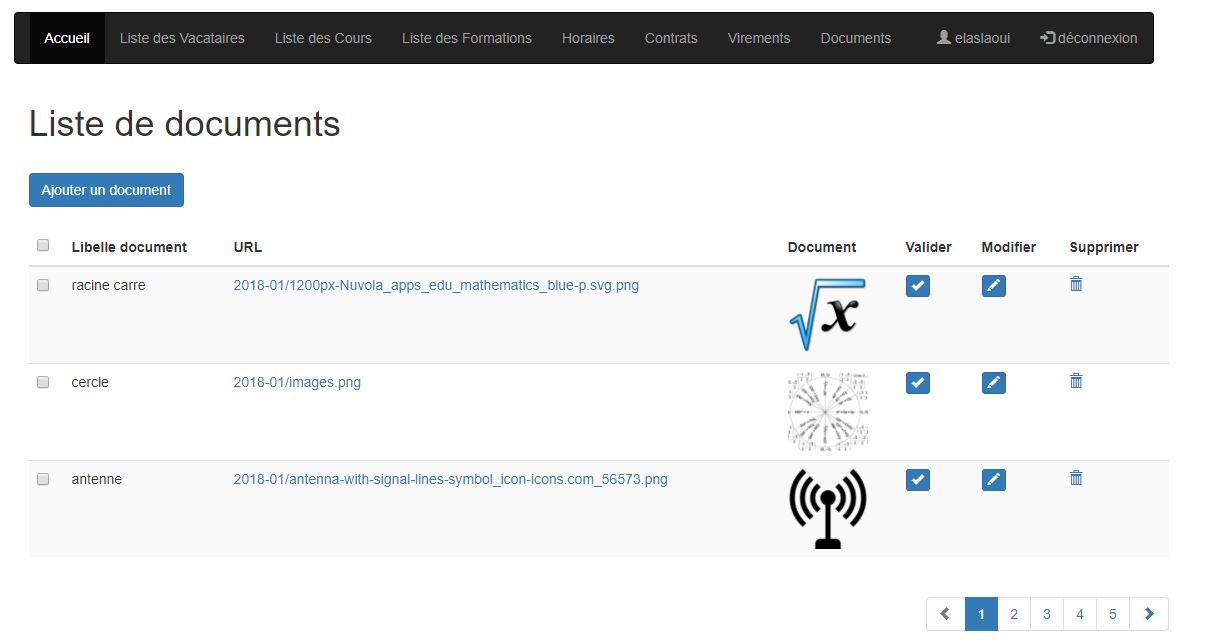 Accueil Liste des Vacataires Liste des Cours Liste des Formations Horaires Contrats Virements Documents elaslaoui déconnexion
Liste de documents
Ajouter un document
Libelle document URL Document Valider Modifier Supprimer
racine carre 2018-01/1200px-Nuvola_apps_edu_mathematics_blue-p.svg.png
x
cercle 2018-01/images.png
antenne 2018-01/antenna-with-signal-lines-symbol_icon-icons.com_56573.png
1 2 3 4 5